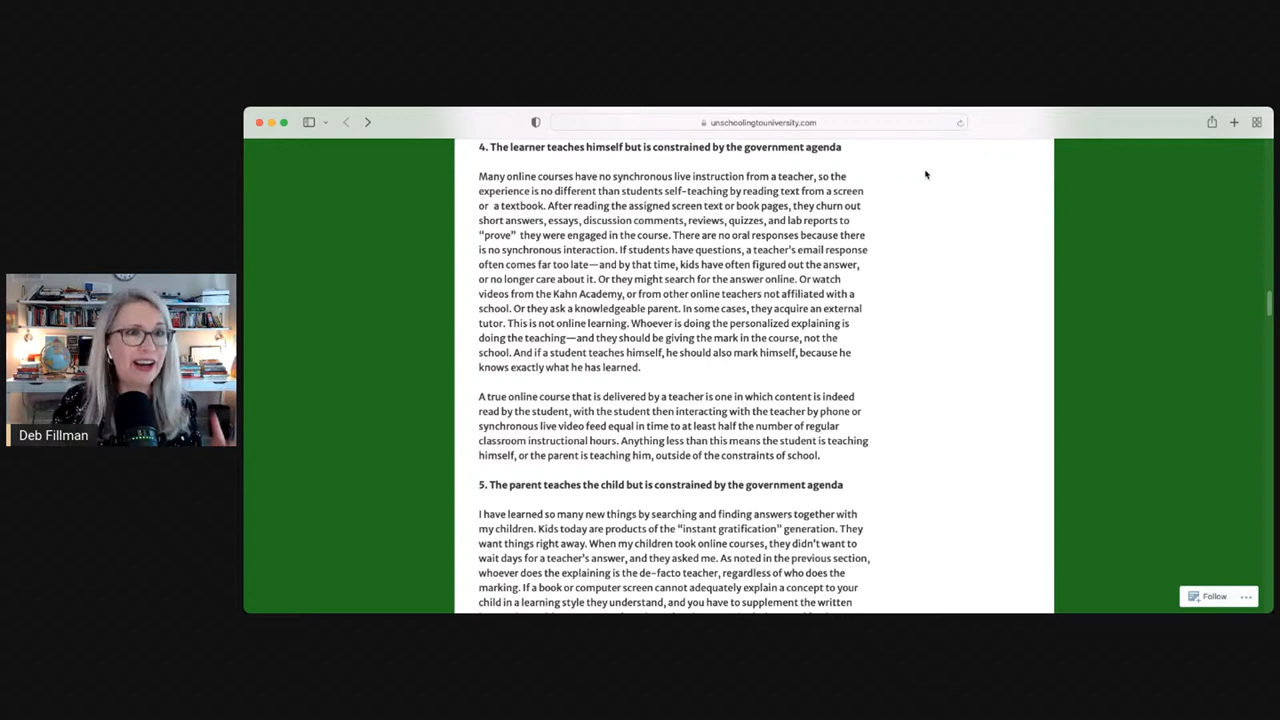 unschoolingtouniversity.com
4. The learner teaches himself but is constrained by the government agenda
Many online courses have no synchronous live instruction from a teacher, so the
experience is no different than students self-teaching by reading text from a screen
or a textbook. After reading the assigned screen text or book pages, they churn out
short answers, essays, discussion comments, reviews, quizzes, and lab reports to
“prove” they were engaged in the course. There are no oral responses because there
is no synchronous interaction. If students have questions, a teacher’s email response
often comes far too late—and by that time, kids have often figured out the answer,
or no longer care about it. Or they might search for the answer online. Or watch
videos from the Kahn Academy, or from other online teachers not affiliated with a
school. Or they ask a knowledgeable parent. In some cases, they acquire an external
tutor. This is not online learning. Whoever is doing the personalized explaining is
doing the teaching—and they should be giving the mark in the course, not the
school. And if a student teaches himself, he should also mark himself, because he
knows exactly what he has learned.
A true online course that is delivered by a teacher is one in which content is indeed
read by the student, with the student then interacting with the teacher by phone or
synchronous live video feed equal in time to at least half the number of regular
classroom instructional hours. Anything less than this means the student is teaching
himself, or the parent is teaching him, outside of the constraints of school.
5. The parent teaches the child but is constrained by the government agenda
I have learned so many new things by searching and finding answers together with
my children. Kids today are products of the “instant gratification” generation. They
want things right away. When my children took online courses, they didn’t want to
wait days for a teacher’s answer, and they asked me. As noted in the previous section,
whoever does the explaining is the de-facto teacher, regardless of who does the
marking. If a book or computer screen cannot adequately explain a concept to your
child in a learning style they understand, and you have to supplement the written
Follow
Deb Fillman